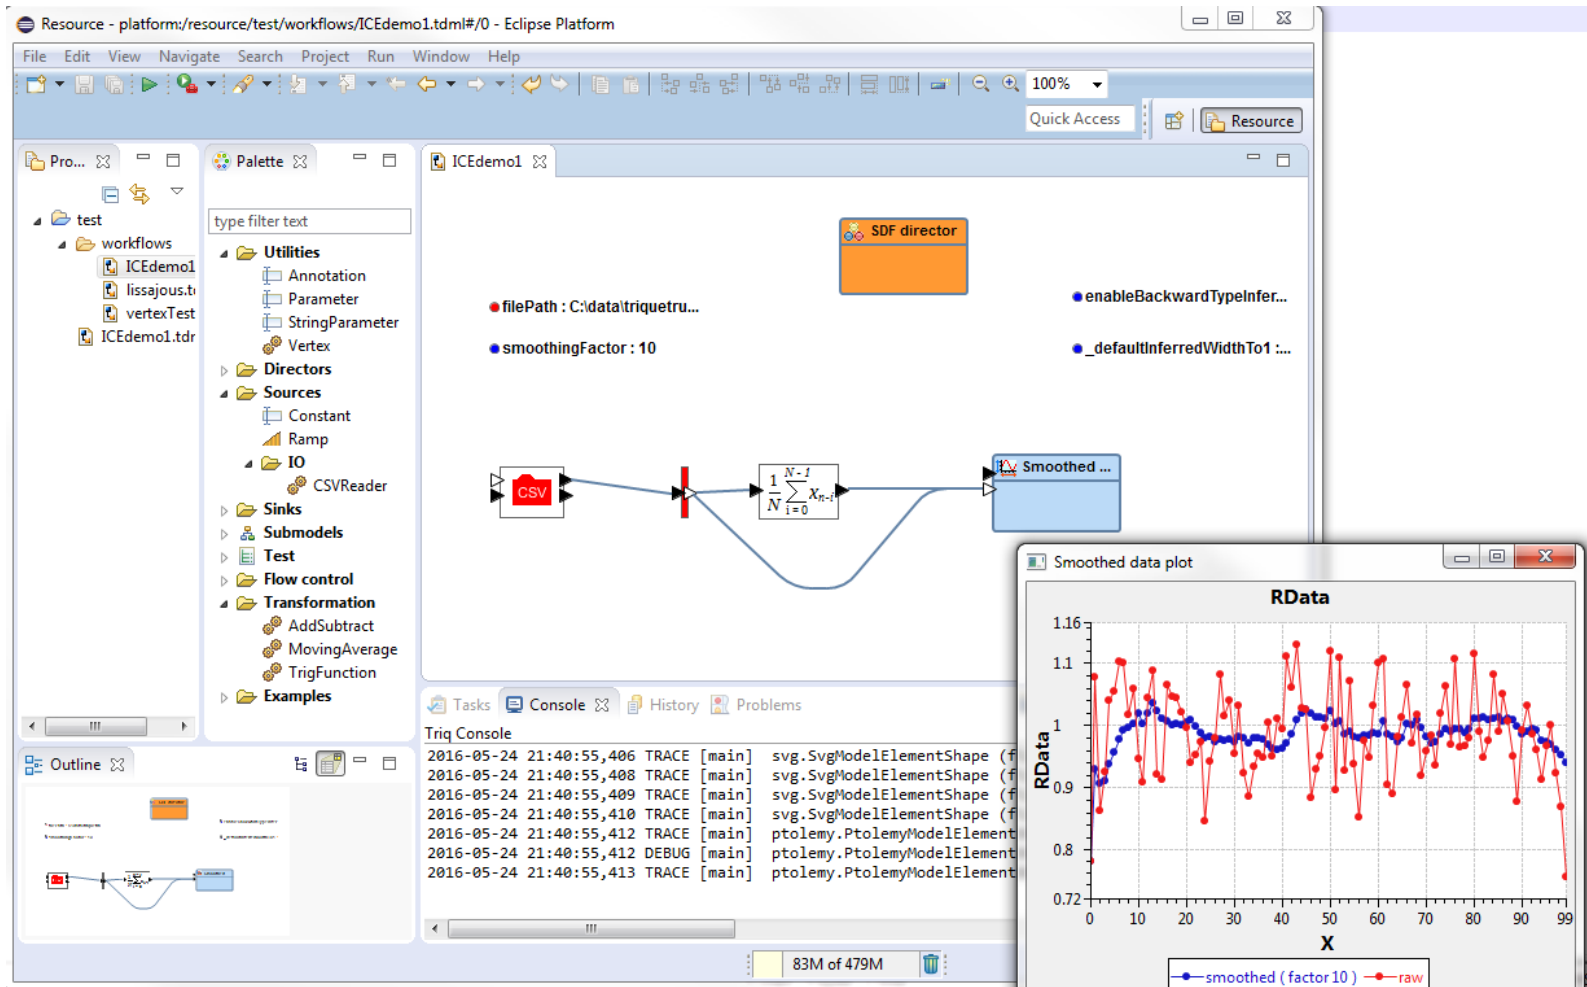 Resource - platform:/resource/test/workflows/ICEdemo1.tdml#/0 - Eclipse Platform
File Edit View Navigate Search Project Run Window Help
100%
Quick Access
Resource
Pro...
Palette
ICEdemo1
test
workflows
ICEdemo1
lissajous.t
vertexTest
ICEdemo1.tdr
type filter text
Utilities
Annotation
Parameter
StringParameter
Vertex
Directors
Sources
Constant
Ramp
IO
CSVReader
Sinks
Submodels
Test
Flow control
Transformation
AddSubtract
MovingAverage
TrigFunction
Examples
SDF director
filePath : C:\data\triquetru...
enableBackwardTypeInfer...
smoothingFactor : 10
_defaultInferredWidthTo1 :...
CSV
1 N - 1
N i = 0
∑ xn-i
Smoothed ...
Outline
Tasks Console History Problems
Triq Console
2016-05-24 21:40:55,406 TRACE [main] svg.SvgModelElementShape (f
2016-05-24 21:40:55,408 TRACE [main] svg.SvgModelElementShape (f
2016-05-24 21:40:55,409 TRACE [main] svg.SvgModelElementShape (f
2016-05-24 21:40:55,410 TRACE [main] svg.SvgModelElementShape (f
2016-05-24 21:40:55,412 TRACE [main] ptolemy.PtolemyModelElement
2016-05-24 21:40:55,412 DEBUG [main] ptolemy.PtolemyModelElement
2016-05-24 21:40:55,413 TRACE [main] ptolemy.PtolemyModelElement
83M of 479M
Smoothed data plot
RData
1.16
1.1
1
0.9
0.8
0.72
RData
0 10 20 30 40 50 60 70 80 90 99
X
smoothed ( factor 10 ) raw